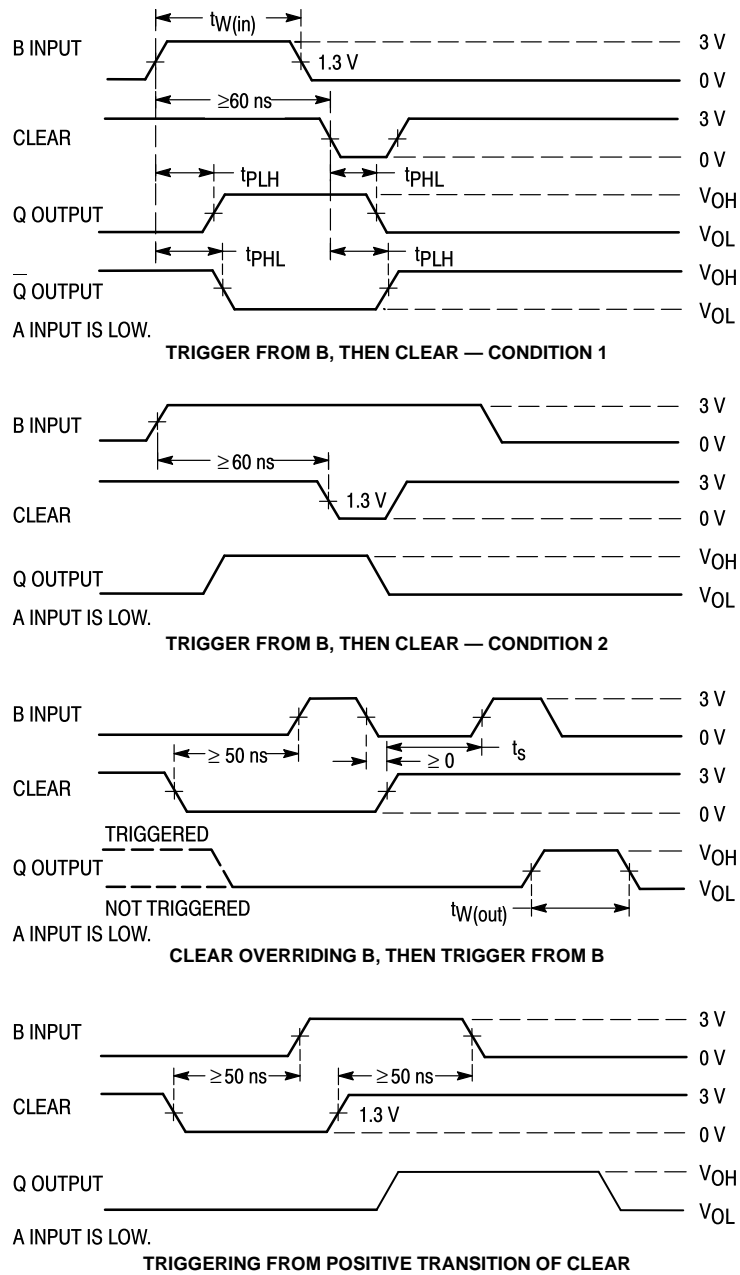 tW(in)
B INPUT
3 V
1.3 V
0 V
≥60 ns
3 V
CLEAR
0 V
tPLH
tPHL
VOH
Q OUTPUT
VOL
tPHL
tPLH
VOH
Q̅ OUTPUT
VOL
A INPUT IS LOW.
TRIGGER FROM B, THEN CLEAR — CONDITION 1
3 V
B INPUT
0 V
≥60 ns
3 V
1.3 V
CLEAR
0 V
VOH
Q OUTPUT
VOL
A INPUT IS LOW.
TRIGGER FROM B, THEN CLEAR — CONDITION 2
3 V
B INPUT
0 V
≥ 50 ns
≥ 0
ts
3 V
CLEAR
0 V
TRIGGERED
VOH
Q OUTPUT
VOL
NOT TRIGGERED
tW(out)
A INPUT IS LOW.
CLEAR OVERRIDING B, THEN TRIGGER FROM B
3 V
B INPUT
0 V
≥50 ns
≥50 ns
3 V
CLEAR
1.3 V
0 V
VOH
Q OUTPUT
VOL
A INPUT IS LOW.
TRIGGERING FROM POSITIVE TRANSITION OF CLEAR